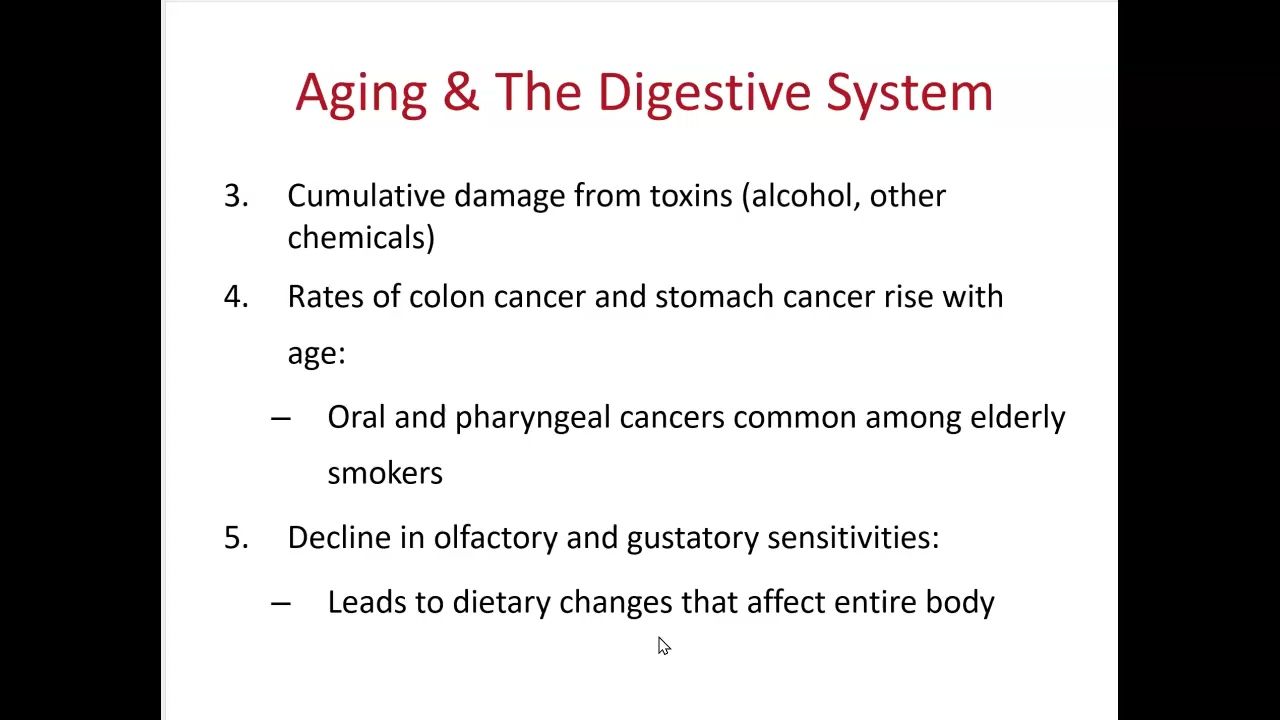 Aging & The Digestive System
3. Cumulative damage from toxins (alcohol, other
chemicals)
4. Rates of colon cancer and stomach cancer rise with
age:
– Oral and pharyngeal cancers common among elderly
smokers
5. Decline in olfactory and gustatory sensitivities:
– Leads to dietary changes that affect entire body